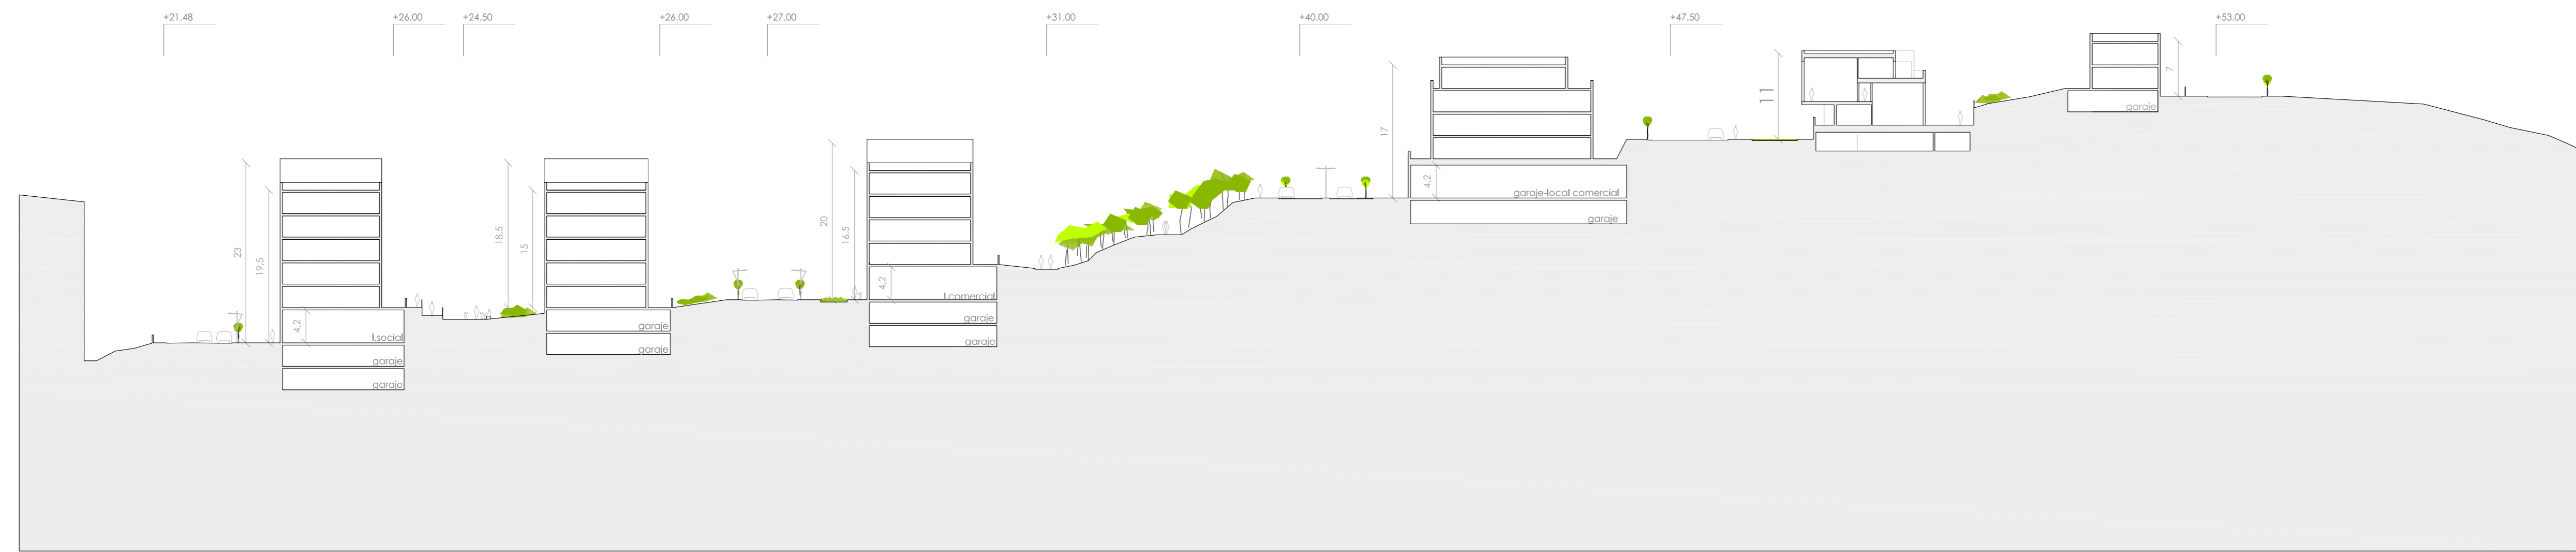 +21.48
+26.00
+24.50
+26.00
+27.00
+31.00
+40.00
+47.50
+53.00
23
19.5
4.2
l.social
garaje
garaje
18.5
15
garaje
garaje
20
16.5
4.2
l.comercial
garaje
garaje
17
4.2
garaje-local comercial
garaje
11
7
garaje